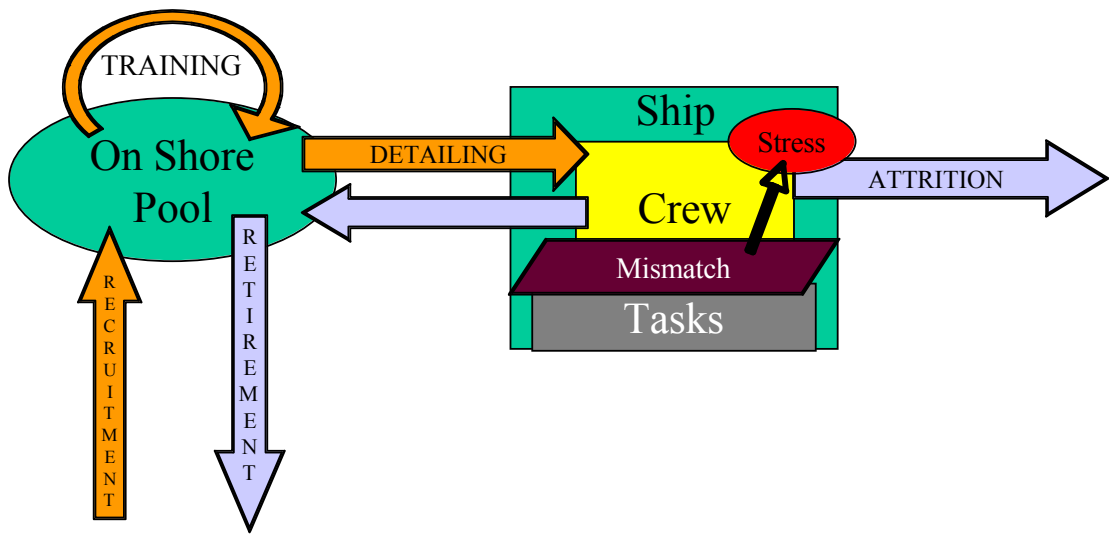 TRAINING
On Shore
Pool
DETAILING
Ship
Stress
Crew
ATTRITION
Mismatch
Tasks
RECRUITMENT
RETIREMENT